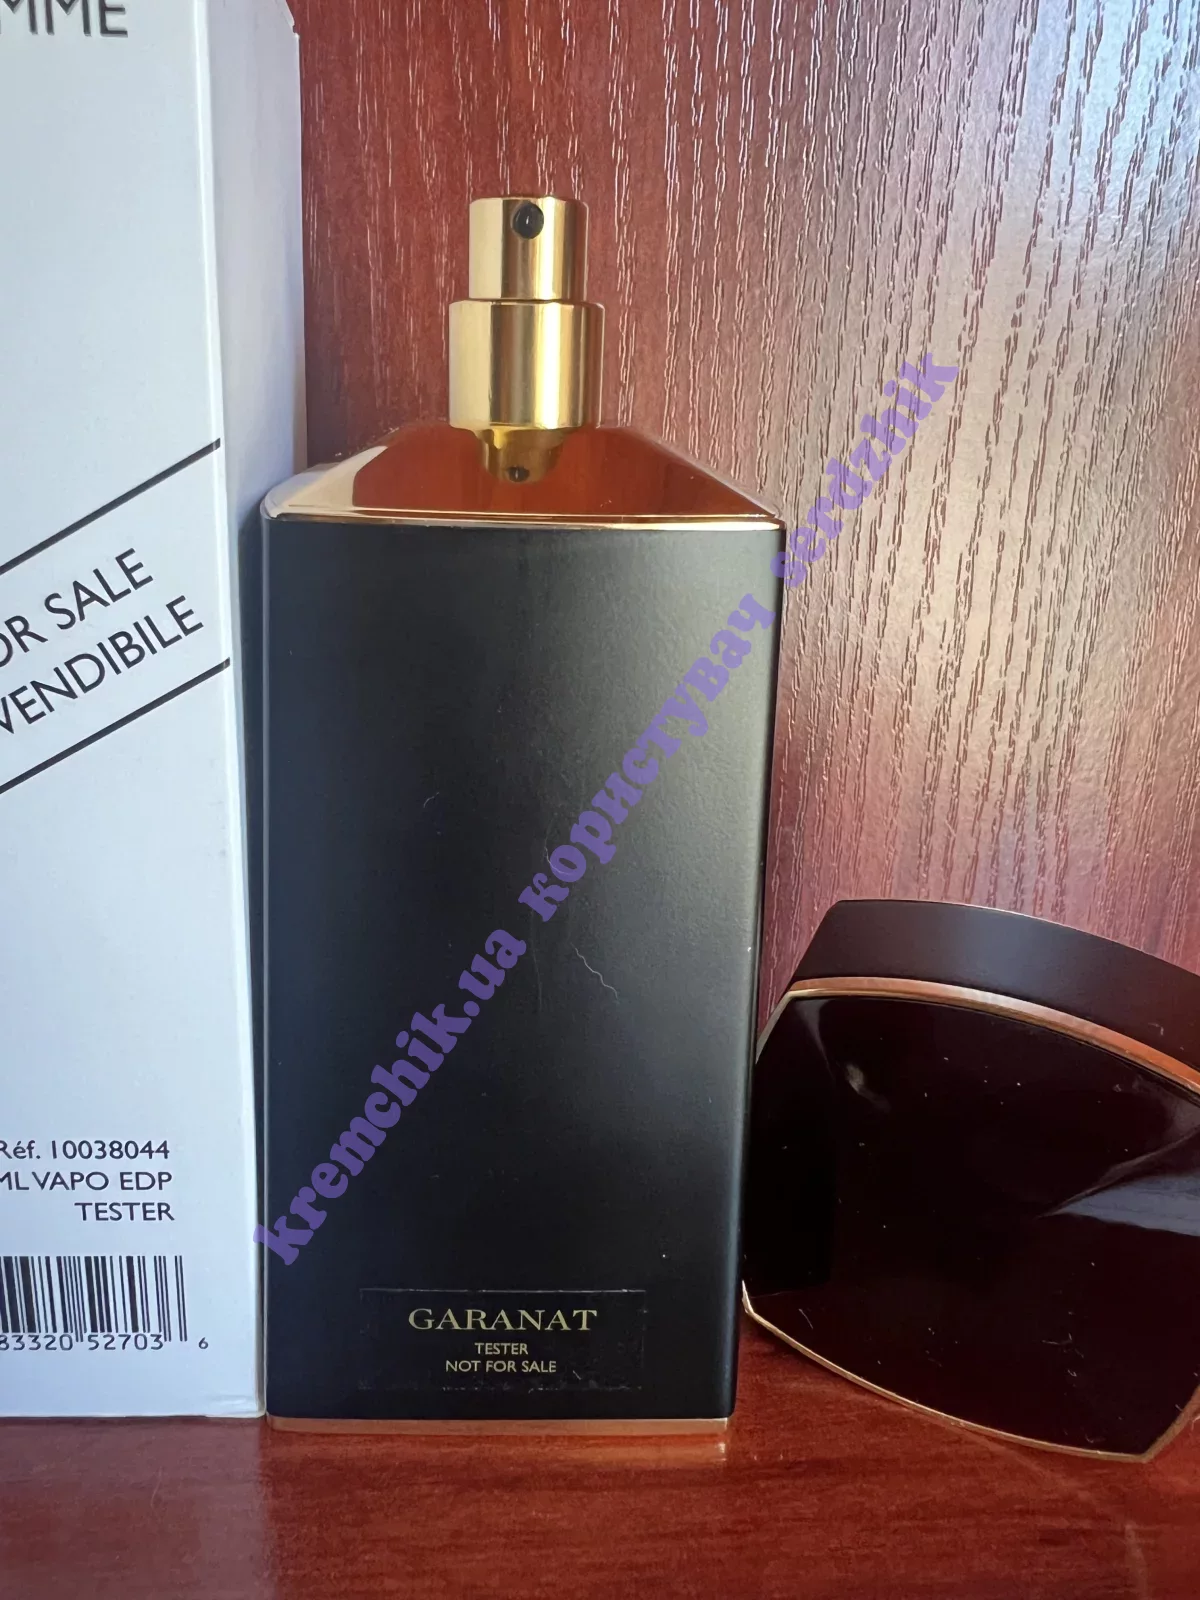 MME
OR SALE
VENDIBILE
Réf. 10038044
ML VAPO EDP
TESTER
83320 52703 6
GARANAT
TESTER
NOT FOR SALE
kremchik.ua користувач serdzhik